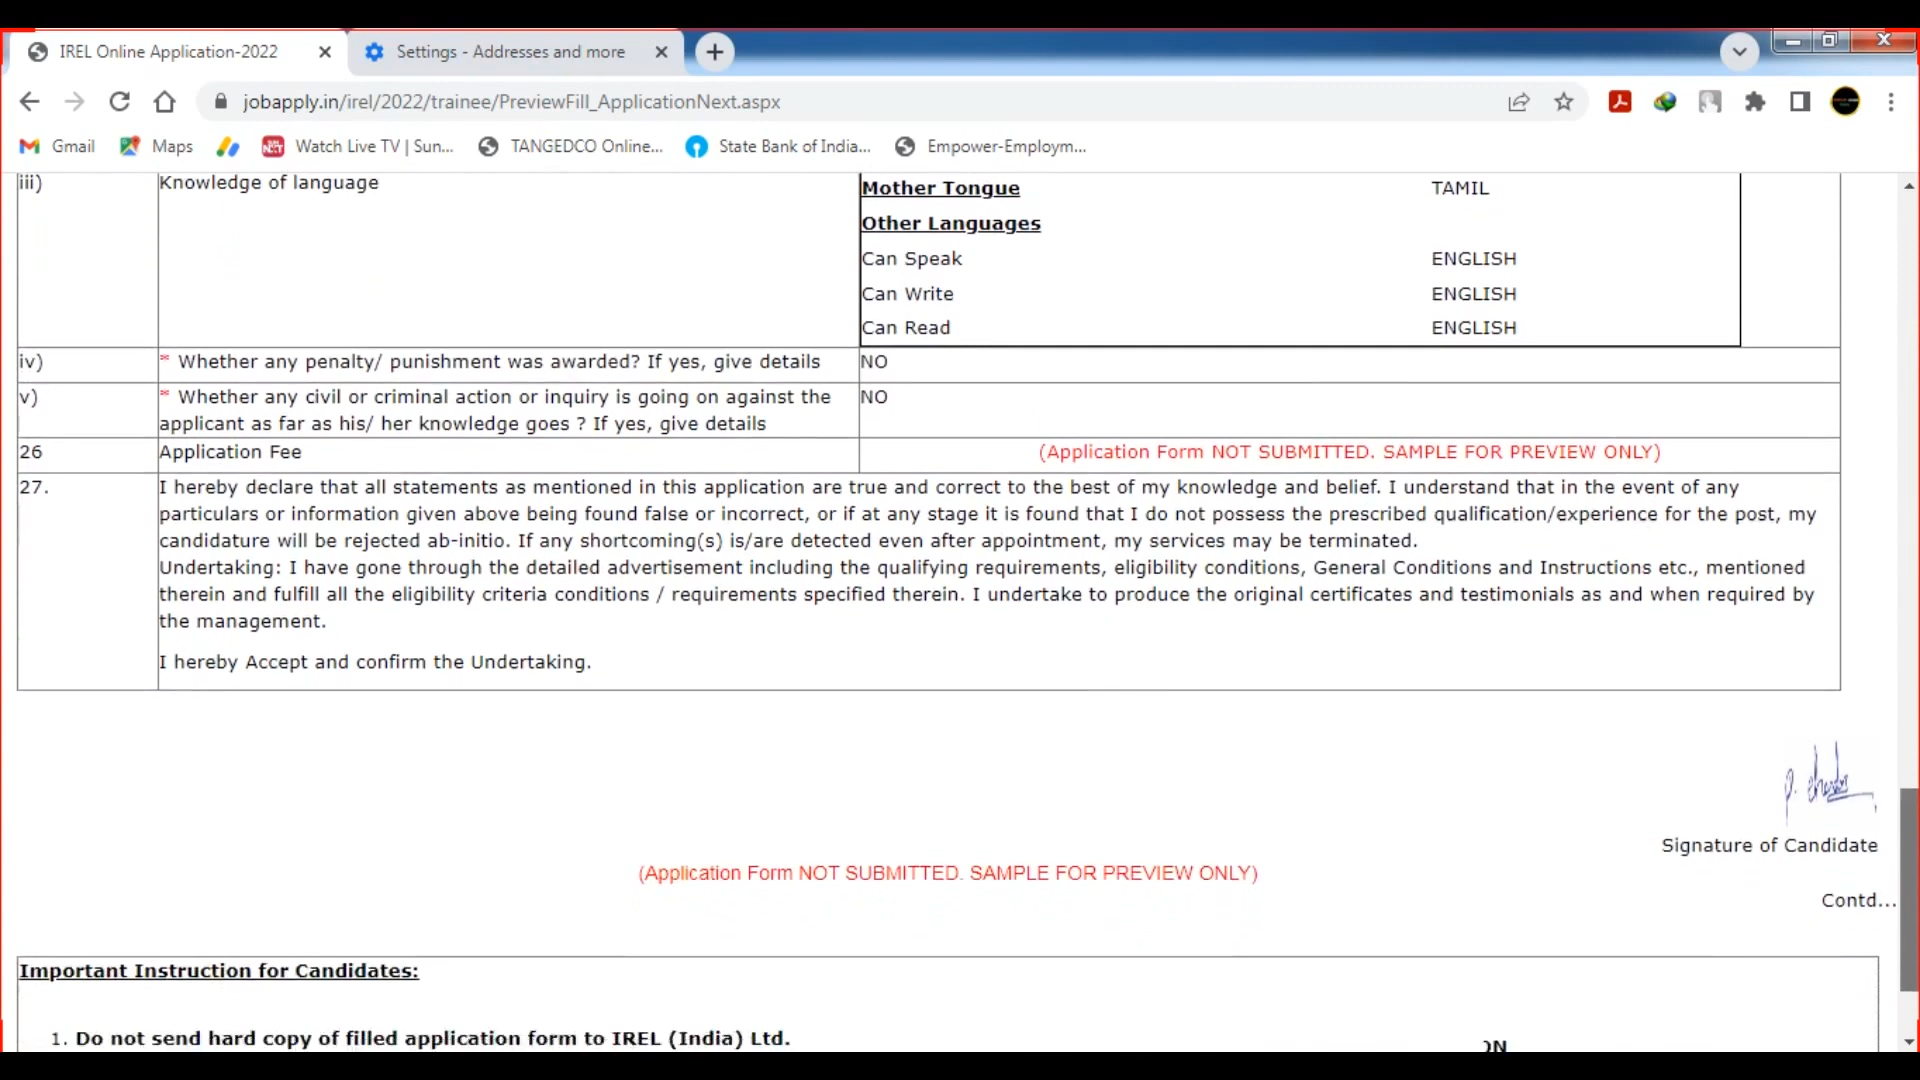 IREL Online Application-2022
Settings - Addresses and more
jobapply.in/irel/2022/trainee/PreviewFill_ApplicationNext.aspx
Gmail
Maps
Watch Live TV | Sun...
TANGEDCO Online...
State Bank of India...
Empower-Employm...
iii)
Knowledge of language
Mother Tongue TAMIL
Other Languages
Can Speak ENGLISH
Can Write ENGLISH
Can Read ENGLISH
iv) * Whether any penalty/ punishment was awarded? If yes, give details NO
v) * Whether any civil or criminal action or inquiry is going on against the NO
applicant as far as his/ her knowledge goes ? If yes, give details
26 Application Fee (Application Form NOT SUBMITTED. SAMPLE FOR PREVIEW ONLY)
27. I hereby declare that all statements as mentioned in this application are true and correct to the best of my knowledge and belief. I understand that in the event of any
particulars or information given above being found false or incorrect, or if at any stage it is found that I do not possess the prescribed qualification/experience for the post, my
candidature will be rejected ab-initio. If any shortcoming(s) is/are detected even after appointment, my services may be terminated.
Undertaking: I have gone through the detailed advertisement including the qualifying requirements, eligibility conditions, General Conditions and Instructions etc., mentioned
therein and fulfill all the eligibility criteria conditions / requirements specified therein. I undertake to produce the original certificates and testimonials as and when required by
the management.
I hereby Accept and confirm the Undertaking.
Signature of Candidate
(Application Form NOT SUBMITTED. SAMPLE FOR PREVIEW ONLY)
Contd...
Important Instruction for Candidates:
1. Do not send hard copy of filled application form to IREL (India) Ltd.